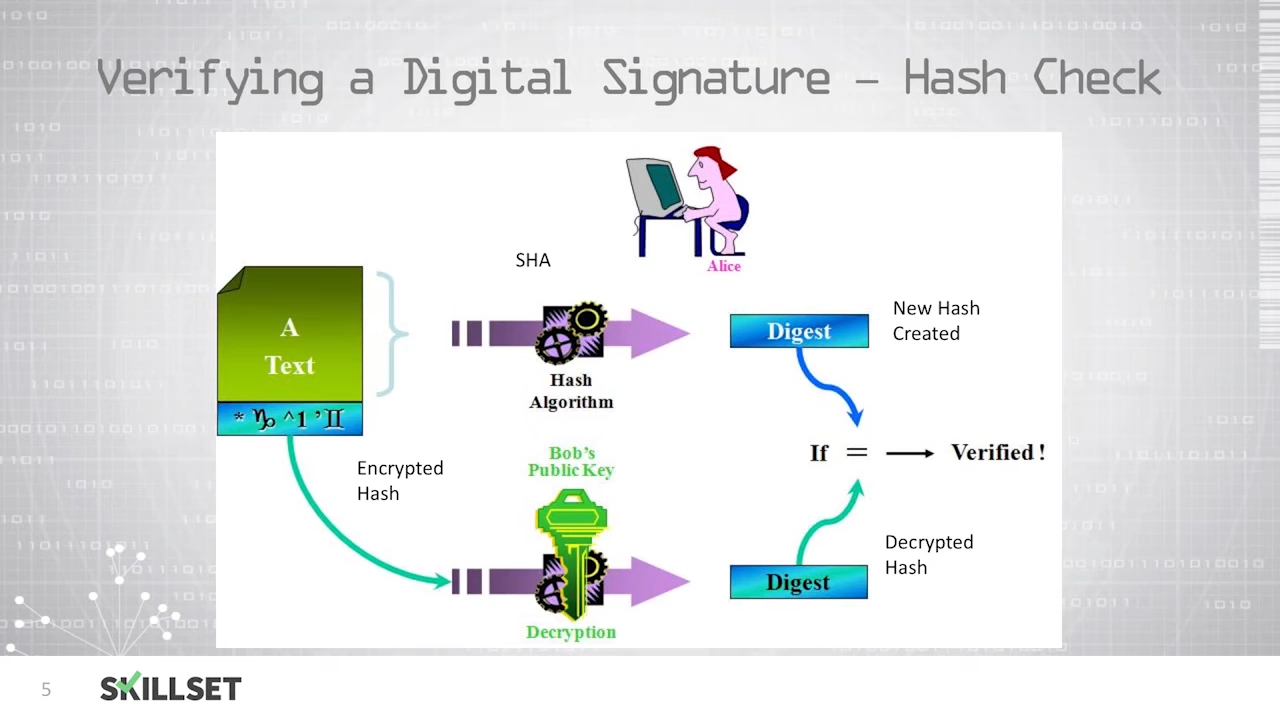 Verifying a Digital Signature – Hash Check
Alice
SHA
A
Text
* ♑ ^1 ’♊
Hash
Algorithm
Digest
New Hash
Created
If = → Verified !
Encrypted
Hash
Bob’s
Public Key
Decryption
Digest
Decrypted
Hash
5
SKILLSET